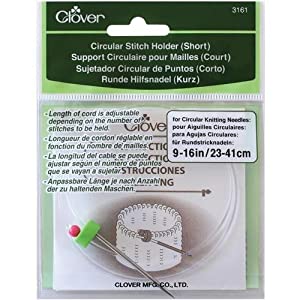 3161
Clover
Circular Stitch Holder (Short)
Support Circulaire pour Mailles (Court)
Sujetador Circular de Puntos (Corto)
Runde Hilfsnadel (Kurz)
- Length of cord is adjustable
depending on the number of
stitches to be held.
- Longueur de cordon réglable en
fonction du nombre de mailles.
- La longitud del cable se puede
ajustar según el número de puntos
que se vayan a sujetar.
- Anpassbare Länge je nach Anzahl
der zu haltenden Maschen.
Clover
for Circular Knitting Needles:
pour Aiguilles Circulaires:
para Agujas Circulares:
für Rundstricknadeln:
9-16in/23-41cm
CLOVER MFG. CO., LTD.